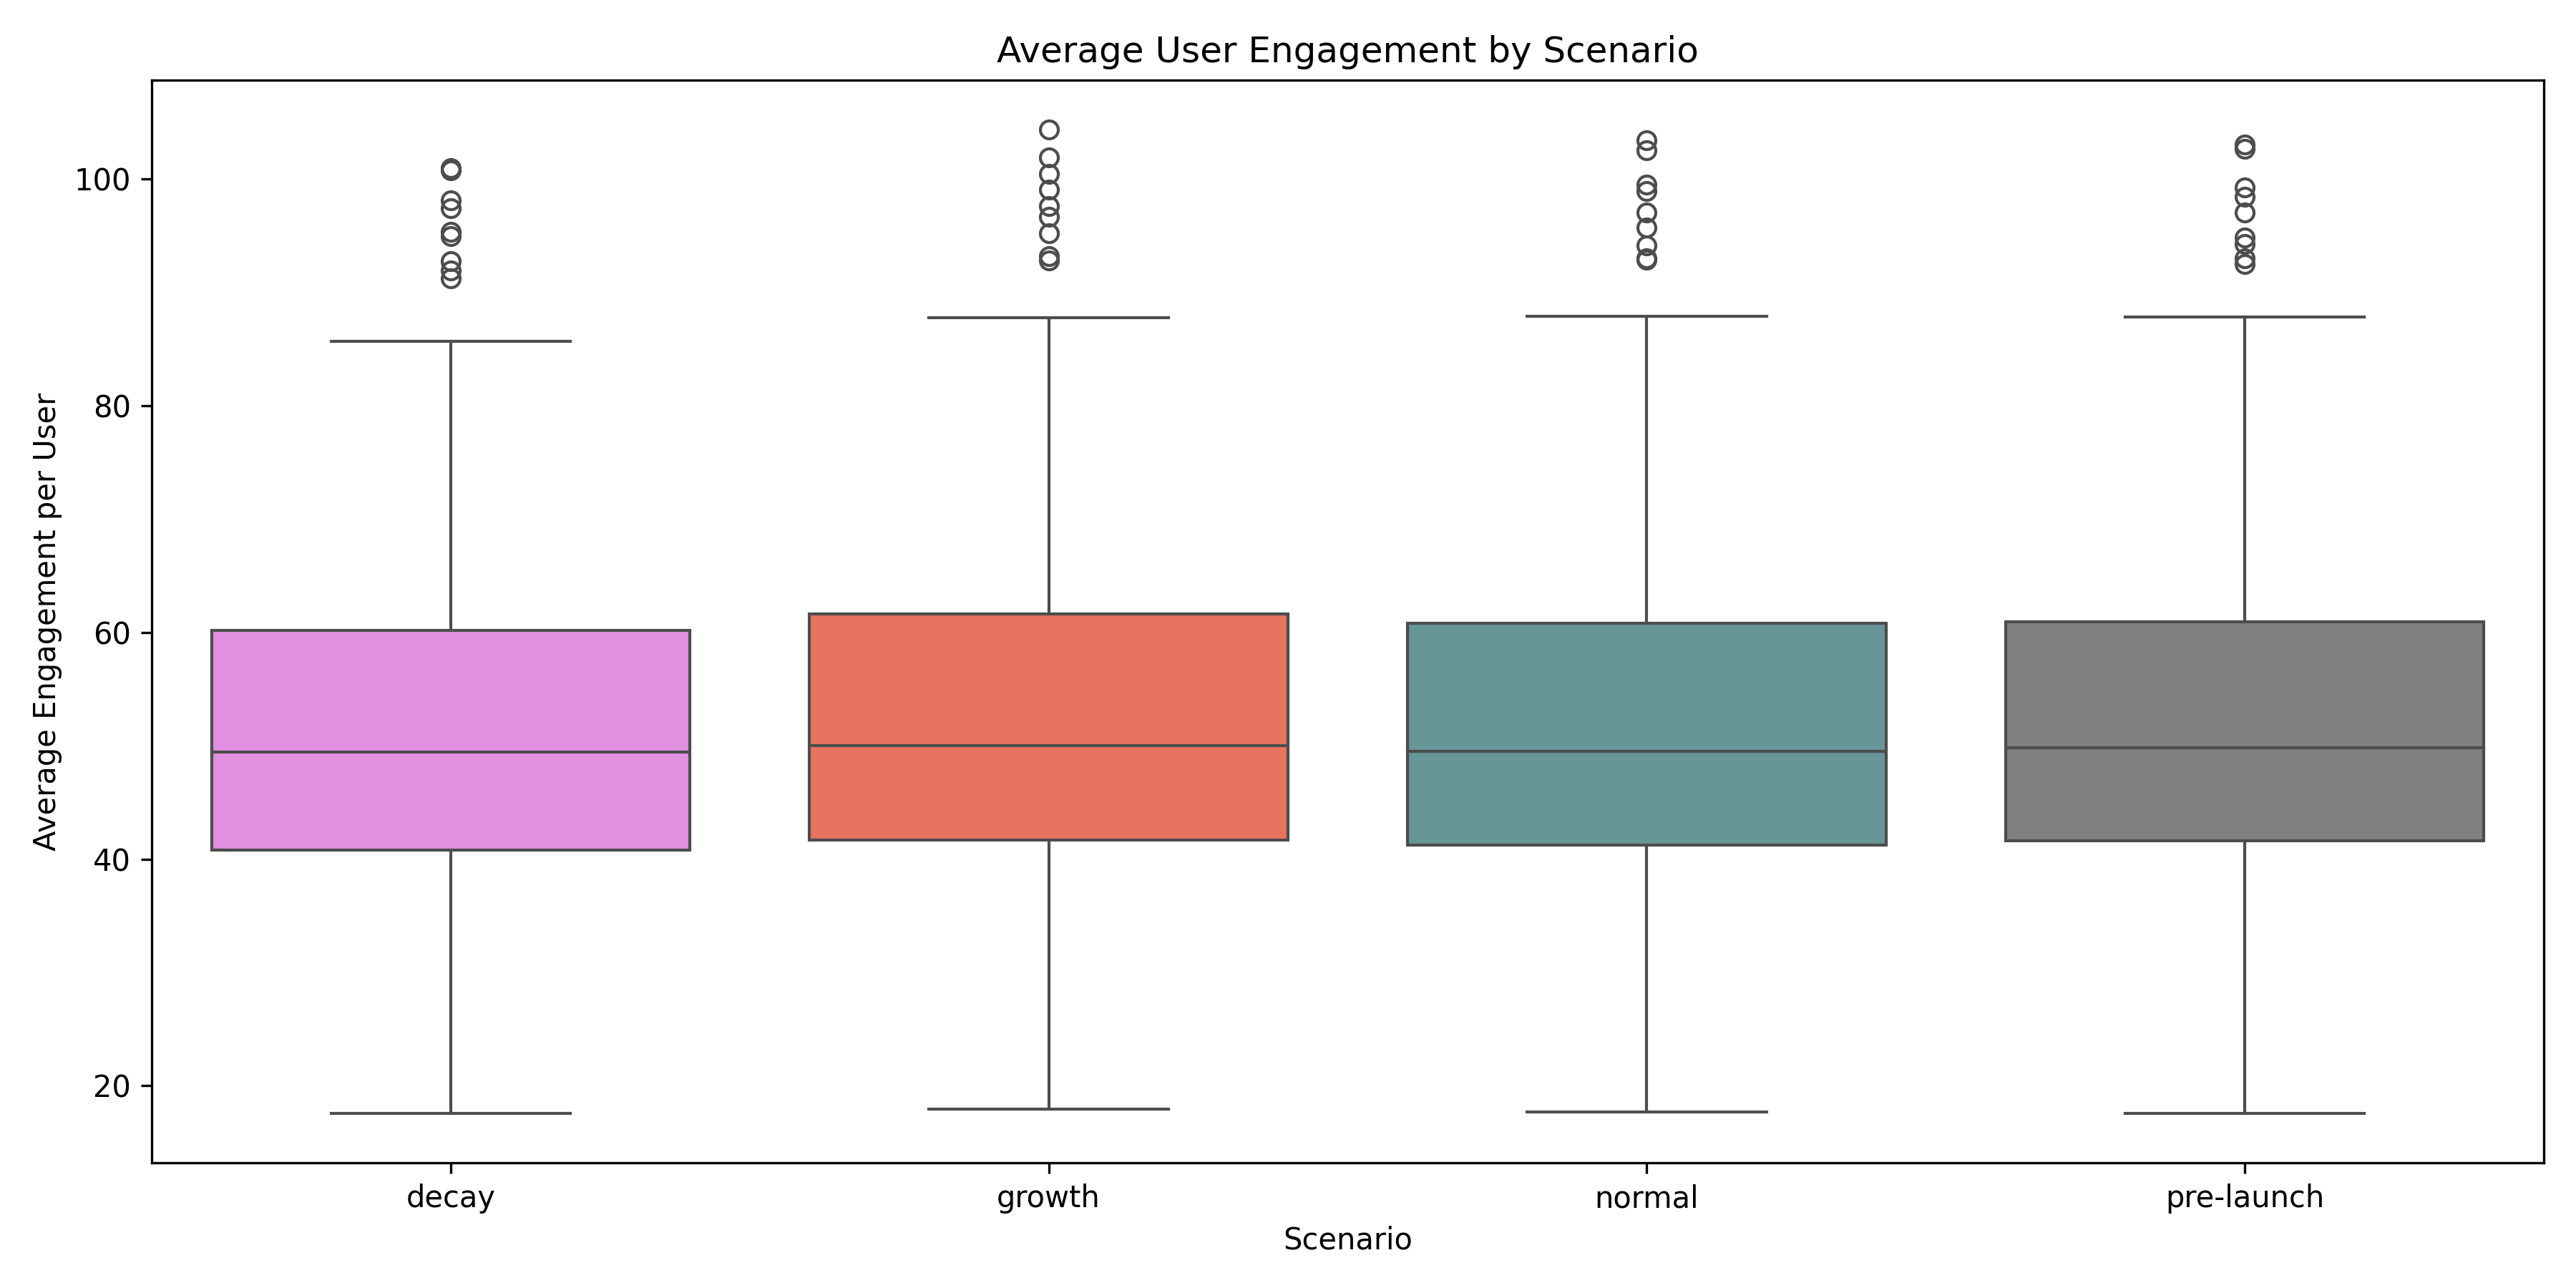 Average User Engagement by Scenario
Average Engagement per User
100
80
60
40
20
decay growth normal pre-launch
Scenario